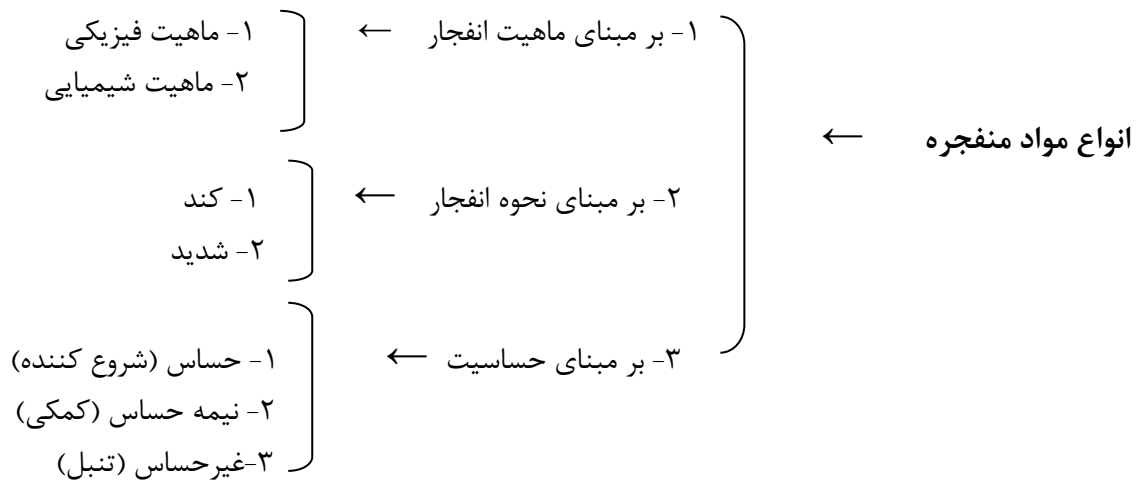 انواع مواد منفجره ←
۱- بر مبنای ماهیت انفجار ←
۱- ماهیت فیزیکی
۲- ماهیت شیمیایی
۲- بر مبنای نحوه انفجار ←
۱- کند
۲- شدید
۳- بر مبنای حساسیت ←
۱- حساس (شروع کننده)
۲- نیمه حساس (کمکی)
۳-غیرحساس (تنبل)